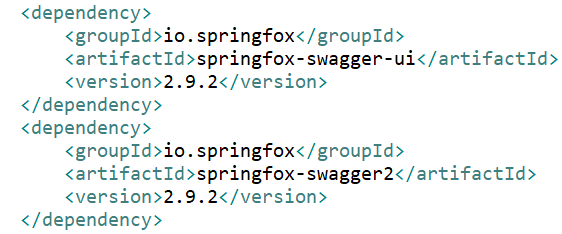 <dependency>
    <groupId>io.springfox</groupId>
    <artifactId>springfox-swagger-ui</artifactId>
    <version>2.9.2</version>
</dependency>
<dependency>
    <groupId>io.springfox</groupId>
    <artifactId>springfox-swagger2</artifactId>
    <version>2.9.2</version>
</dependency>